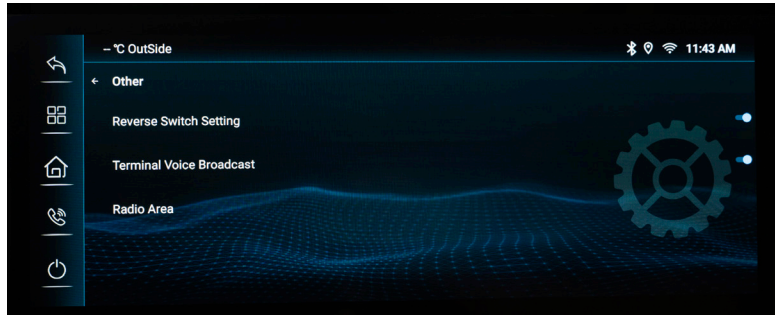 -- °C OutSide
11:43 AM
Other
Reverse Switch Setting
Terminal Voice Broadcast
Radio Area